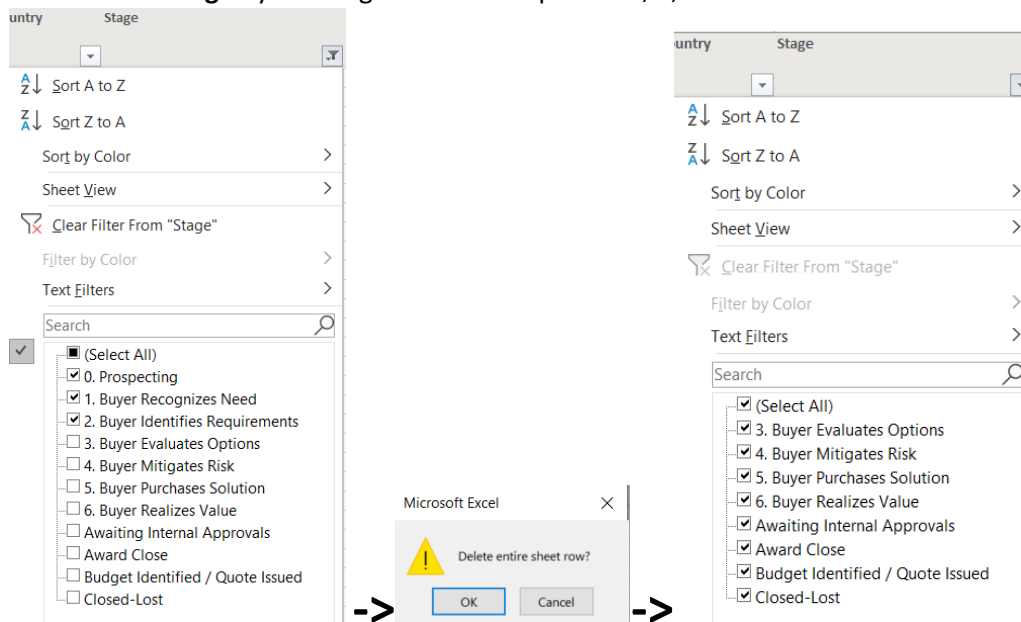 untry Stage
Sort A to Z
Sort Z to A
Sort by Color
Sheet View
Clear Filter From "Stage"
Filter by Color
Text Filters
Search
(Select All)
0. Prospecting
1. Buyer Recognizes Need
2. Buyer Identifies Requirements
3. Buyer Evaluates Options
4. Buyer Mitigates Risk
5. Buyer Purchases Solution
6. Buyer Realizes Value
Awaiting Internal Approvals
Award Close
Budget Identified / Quote Issued
Closed-Lost
->
Microsoft Excel
Delete entire sheet row?
OK Cancel
->
untry Stage
Sort A to Z
Sort Z to A
Sort by Color
Sheet View
Clear Filter From "Stage"
Filter by Color
Text Filters
Search
(Select All)
3. Buyer Evaluates Options
4. Buyer Mitigates Risk
5. Buyer Purchases Solution
6. Buyer Realizes Value
Awaiting Internal Approvals
Award Close
Budget Identified / Quote Issued
Closed-Lost